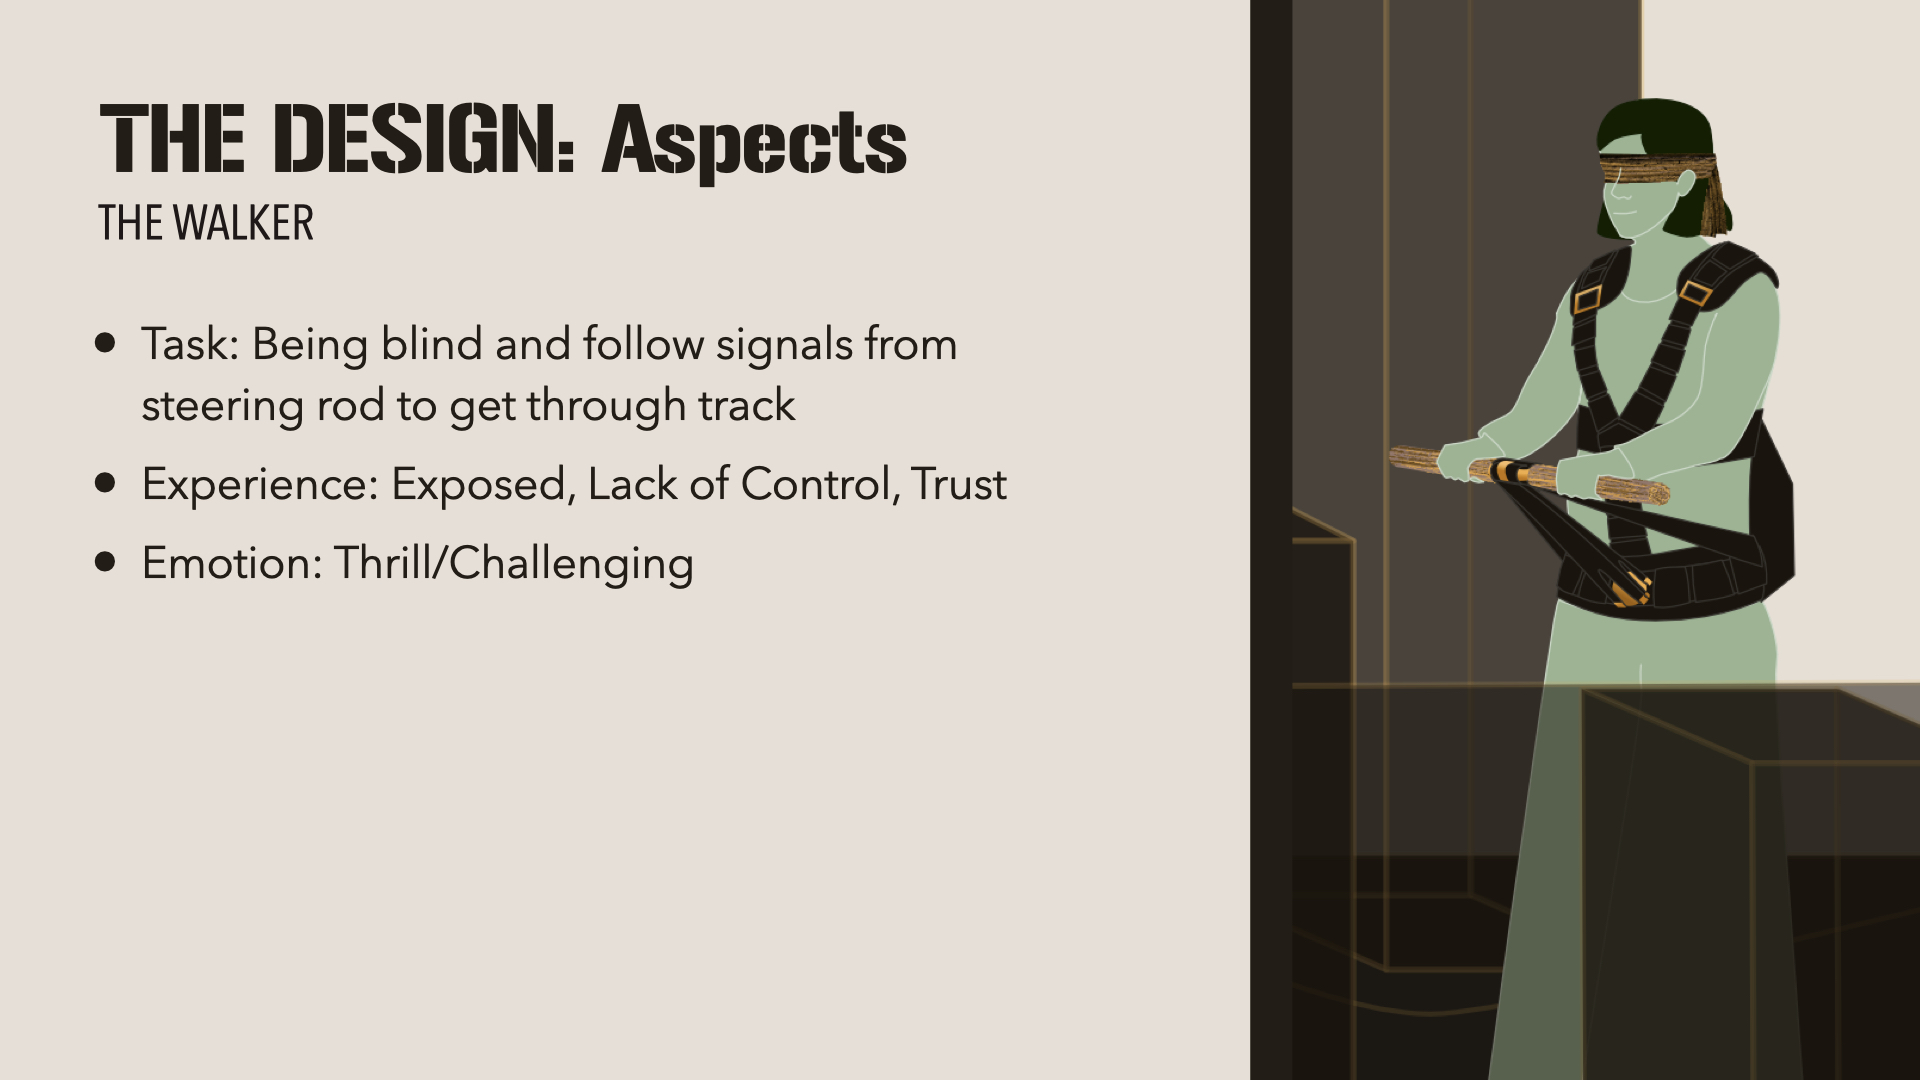 THE DESIGN: Aspects
THE WALKER
• Task: Being blind and follow signals from
steering rod to get through track
• Experience: Exposed, Lack of Control, Trust
• Emotion: Thrill/Challenging